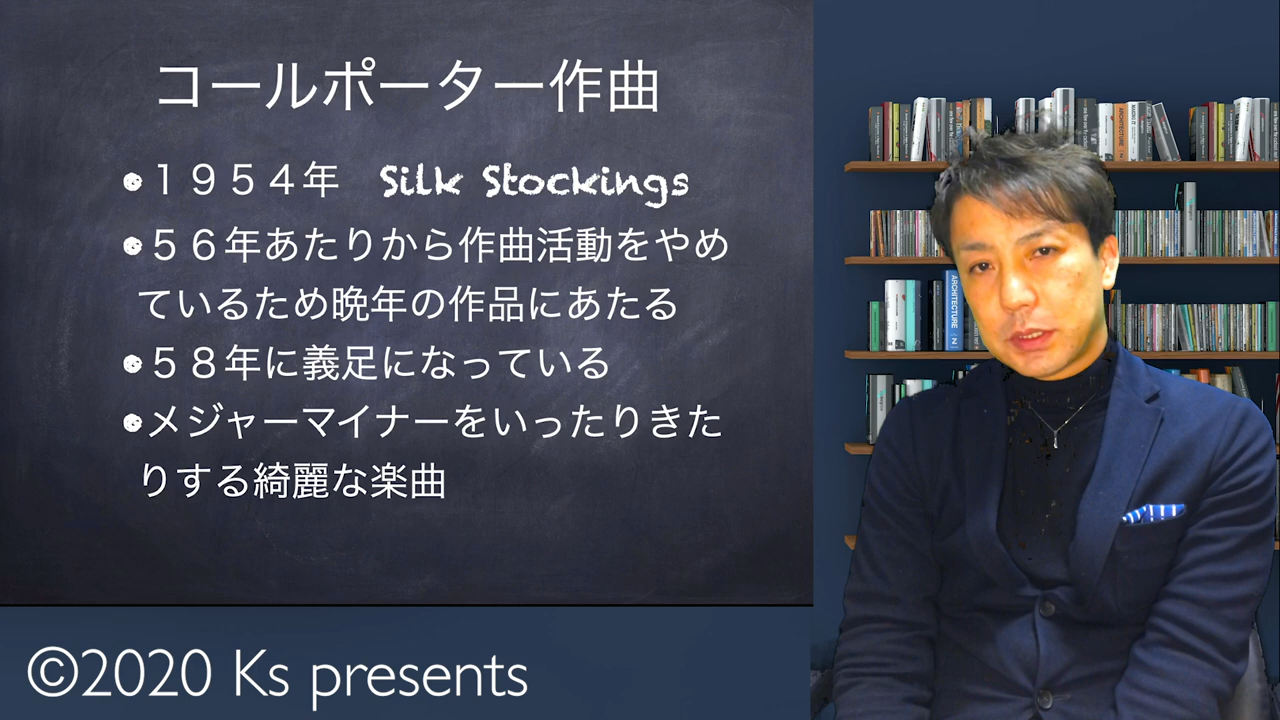 コールポーター作曲
１９５４年　Silk Stockings
５６年あたりから作曲活動をやめ
ているため晩年の作品にあたる
５８年に義足になっている
メジャーマイナーをいったりきた
りする綺麗な楽曲
ARCHITECTURE
ARCHITECTURE
©2020 Ks presents